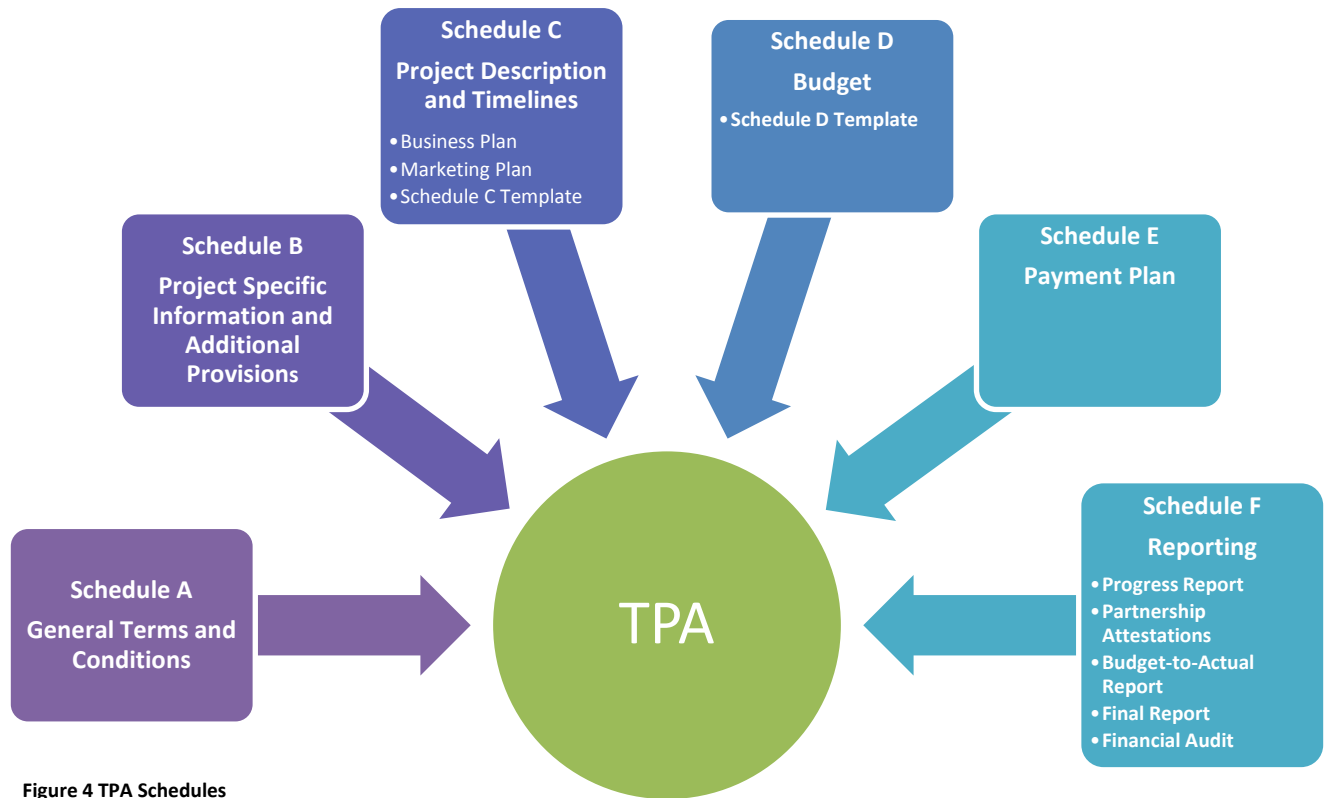 Schedule A
General Terms and
Conditions
Schedule B
Project Specific
Information and
Additional
Provisions
Schedule C
Project Description
and Timelines
•Business Plan
•Marketing Plan
•Schedule C Template
Schedule D
Budget
•Schedule D Template
Schedule E
Payment Plan
Schedule F
Reporting
•Progress Report
•Partnership
Attestations
•Budget-to-Actual
Report
•Final Report
•Financial Audit
TPA
Figure 4 TPA Schedules